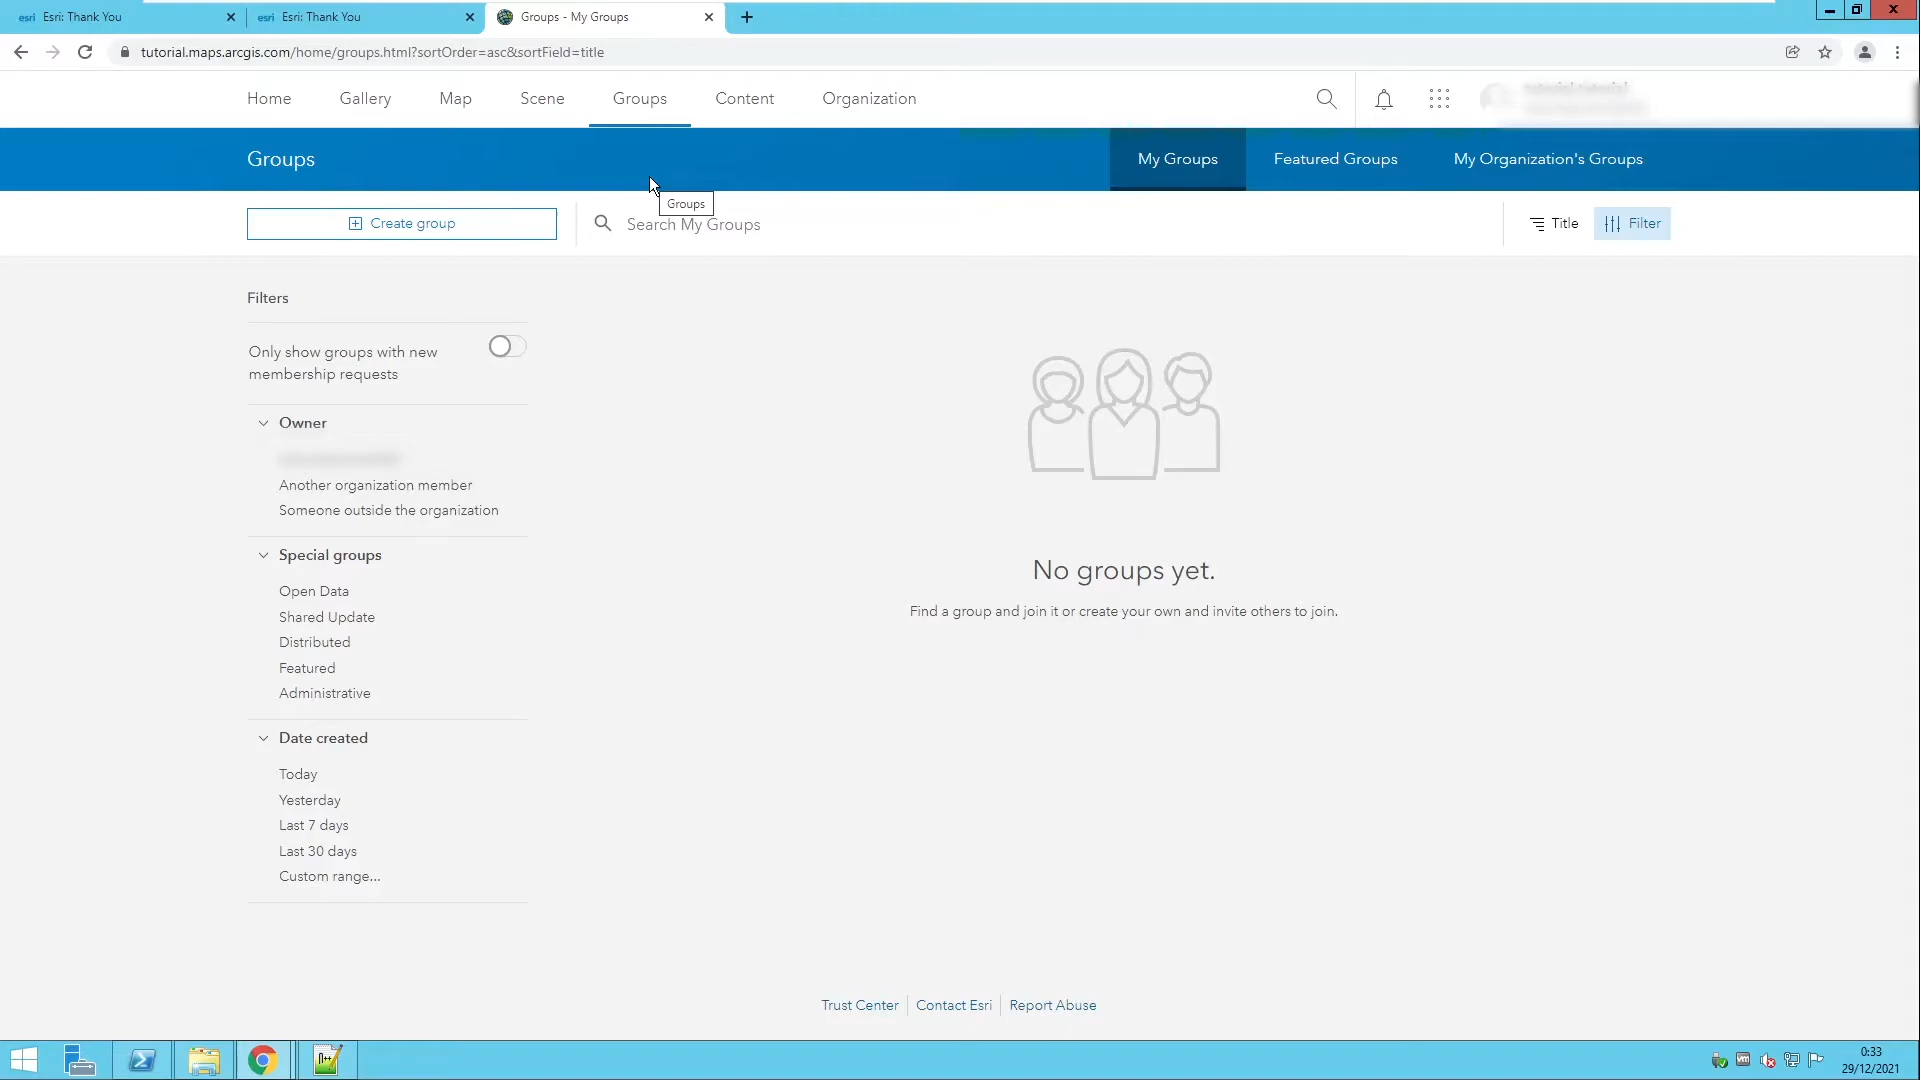 esri Esri: Thank You
esri Esri: Thank You
Groups - My Groups
tutorial.maps.arcgis.com/home/groups.html?sortOrder=asc&sortField=title
Home Gallery Map Scene Groups Content Organization
Groups
My Groups Featured Groups My Organization's Groups
Groups
Create group
Search My Groups
Title Filter
Filters
Only show groups with new
membership requests
Owner
Another organization member
Someone outside the organization
Special groups
Open Data
Shared Update
Distributed
Featured
Administrative
Date created
Today
Yesterday
Last 7 days
Last 30 days
Custom range...
No groups yet.
Find a group and join it or create your own and invite others to join.
Trust Center Contact Esri Report Abuse
0:33
29/12/2021